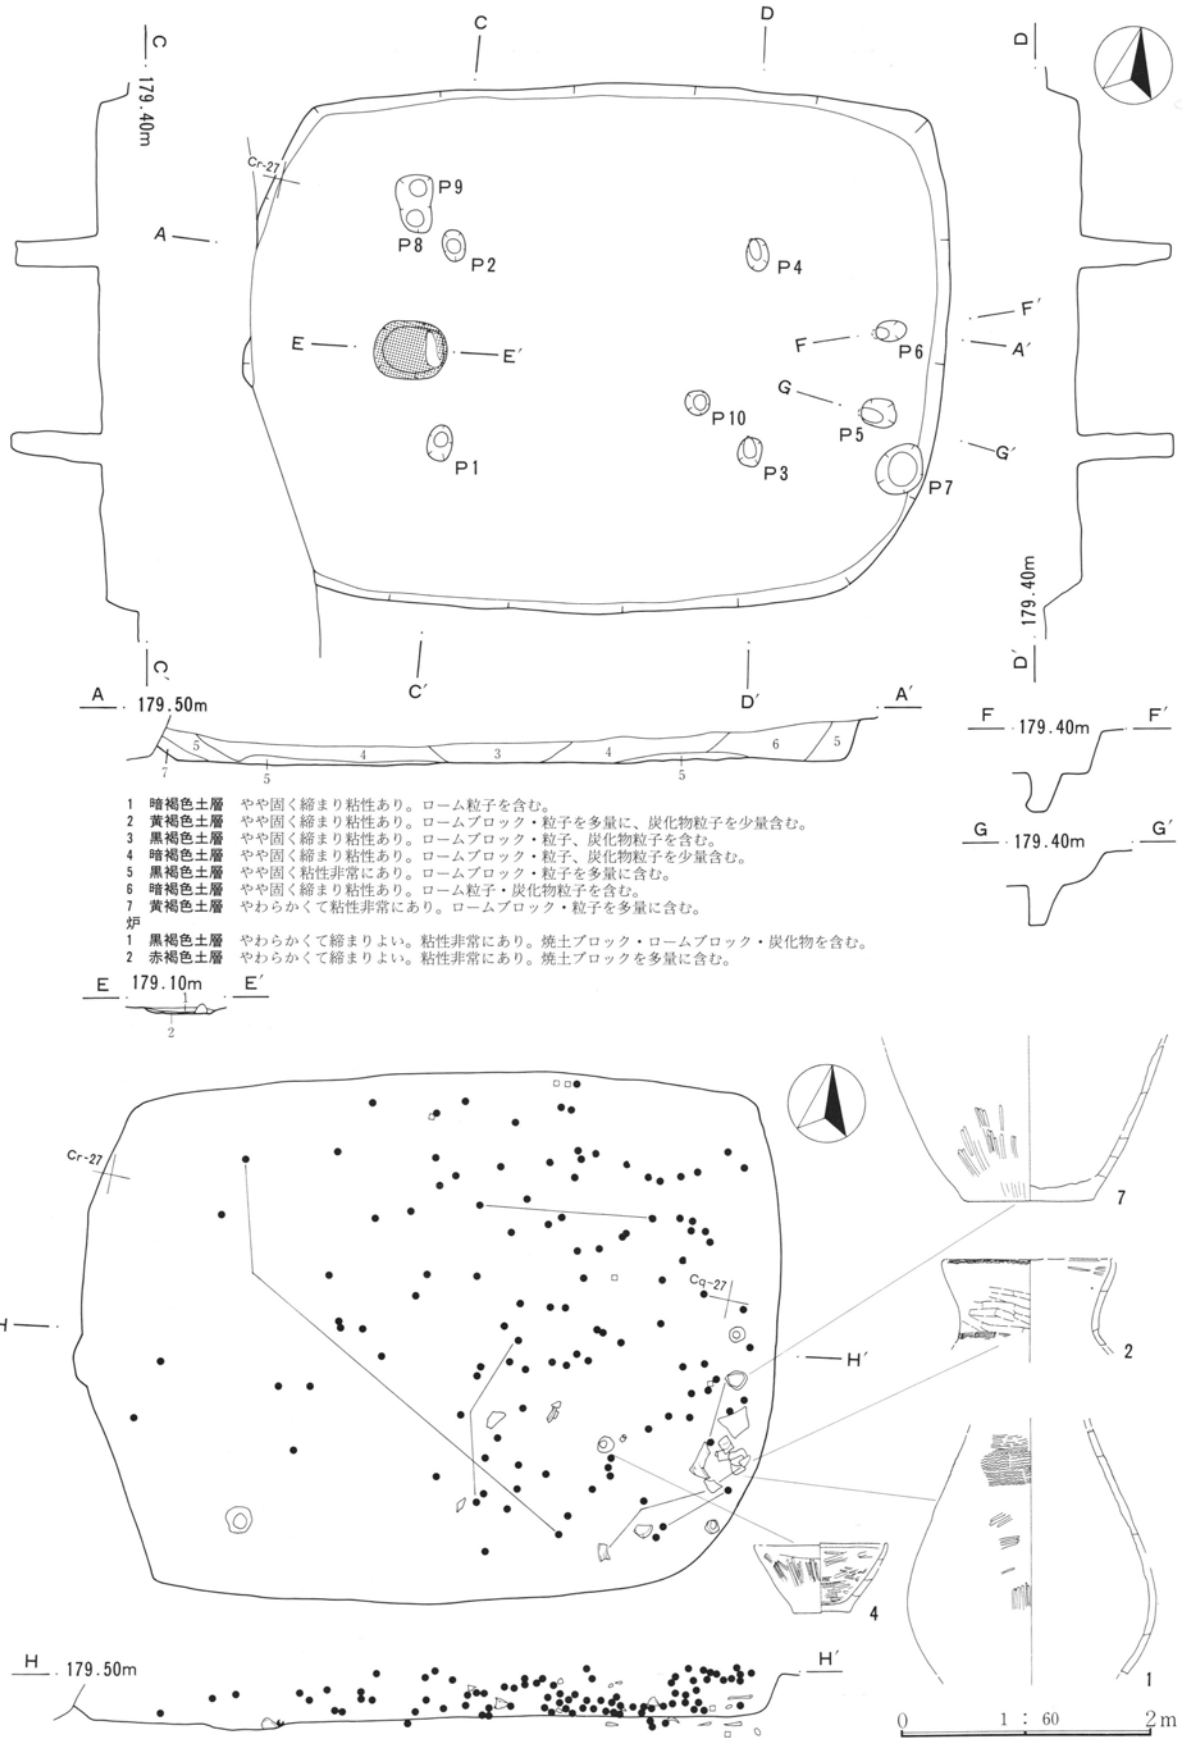 C
D
C
179.40m
D
Cr-27
P9
P8
P2
A
P4
F'
E
E'
F
P6
A'
G
P10
P5
G'
P1
P3
P7
179.40m
C'
C'
D'
D'
A 179.50m A'
5 4 3 4 6 5
7 5 5
F 179.40m F'
G 179.40m G'
1 暗褐色土層 やや固く締まり粘性あり。ローム粒子を含む。
2 黄褐色土層 やや固く締まり粘性あり。ロームブロック・粒子を多量に、炭化物粒子を少量含む。
3 黒褐色土層 やや固く締まり粘性あり。ロームブロック・粒子、炭化物粒子を含む。
4 暗褐色土層 やや固く締まり粘性あり。ロームブロック・粒子、炭化物粒子を少量含む。
5 黒褐色土層 やや固く粘性非常にあり。ロームブロック・粒子を多量に含む。
6 暗褐色土層 やや固く締まり粘性あり。ローム粒子・炭化物粒子を含む。
7 黄褐色土層 やわらかくて粘性非常にあり。ロームブロック・粒子を多量に含む。
炉
1 黒褐色土層 やわらかくて締まりよい。粘性非常にあり。焼土ブロック・ロームブロック・炭化物を含む。
2 赤褐色土層 やわらかくて締まりよい。粘性非常にあり。焼土ブロックを多量に含む。
E 179.10m E'
1
2
Cr-27
7
Cq-27
H
H'
2
4
1
H 179.50m H'
0 1 : 60 2m